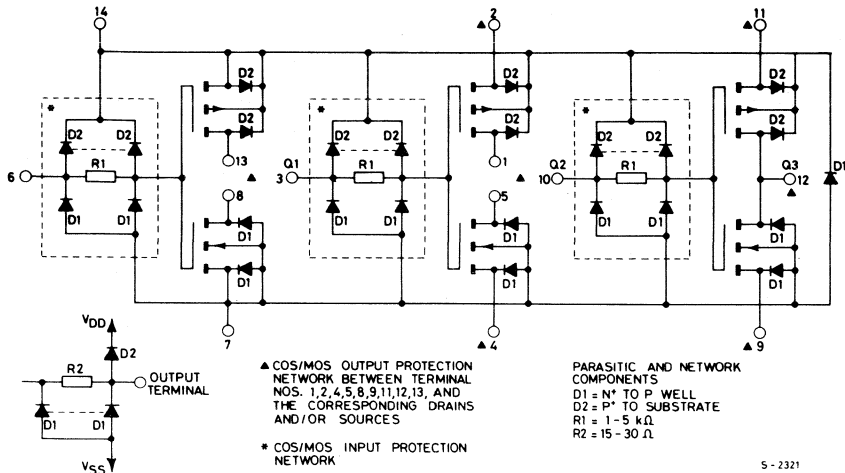 14
2
11
D2
D2
D2
*
*
*
D2
D2
D2
D2
D2
D2
D2
D2
D2
R1
R1
R1
6
13
Q1
3
1
Q2
10
Q3
12
D1
8
5
D1
D1
D1
D1
D1
D1
D1
D1
D1
D1
D1
D1
7
4
9
VDD
D2
R2
OUTPUT
TERMINAL
D1
D1
VSS
▲ COS/MOS OUTPUT PROTECTION
NETWORK BETWEEN TERMINAL
NOS. 1,2,4,5,8,9,11,12,13, AND
THE CORRESPONDING DRAINS
AND/OR SOURCES
* COS/MOS INPUT PROTECTION
NETWORK
PARASITIC AND NETWORK
COMPONENTS
D1 = N+ TO P WELL
D2 = P+ TO SUBSTRATE
R1 = 1-5 kΩ
R2 = 15-30 Ω
S-2321